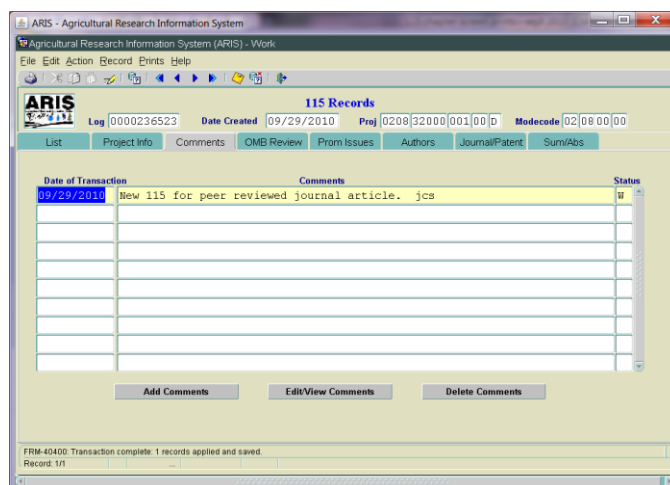 ARIS - Agricultural Research Information System
Agricultural Research Information System (ARIS) - Work
File Edit Action Record Prints Help
ARIS
115 Records
Log 0000236523 Date Created 09/29/2010 Proj 0208 32000 001 00 D Modecode 02 08 00 00
List Project Info Comments OMB Review Prom Issues Authors Journal/Patent Sum/Abs
Date of Transaction Comments Status
09/29/2010 New 115 for peer reviewed journal article. jcs W
Add Comments Edit/View Comments Delete Comments
FRM-40400: Transaction complete: 1 records applied and saved.
Record: 1/1 ...